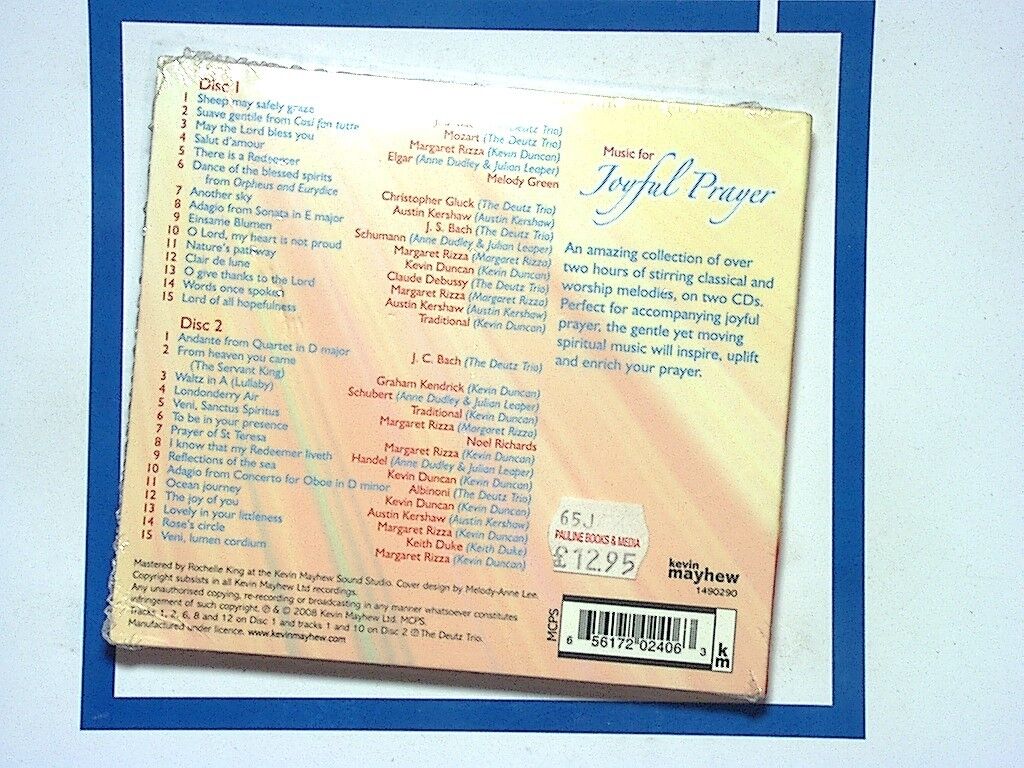 Disc 1
1 Sheep may safely graze
2 Suave gentile from Cosi fan tutte Deutz Trio)
3 May the Lord bless you Mozart (The Deutz Trio)
4 Salut d'amour Margaret Rizza (Kevin Duncan)
5 There is a Redeemer Elgar (Anne Dudley & Julian Leaper)
6 Dance of the blessed spirits Melody Green
from Orpheus and Eurydice
7 Another sky Christopher Gluck (The Deutz Trio)
8 Adagio from Sonata in E major Austin Kershaw (Austin Kershaw)
9 Einsame Blumen J. S. Bach (The Deutz Trio)
10 O Lord, my heart is not proud Schumann (Anne Dudley & Julian Leaper)
11 Nature's pathway Margaret Rizza (Margaret Rizza)
12 Clair de lune Kevin Duncan (Kevin Duncan)
13 O give thanks to the Lord Claude Debussy (The Deutz Trio)
14 Words once spoken Margaret Rizza (Margaret Rizza)
15 Lord of all hopefulness Austin Kershaw (Austin Kershaw)
Traditional (Kevin Duncan)
Disc 2
1 Andante from Quartet in D major J. C. Bach (The Deutz Trio)
2 From heaven you came
(The Servant King) Graham Kendrick (Kevin Duncan)
3 Waltz in A (Lullaby) Schubert (Anne Dudley & Julian Leaper)
4 Londonderry Air Traditional (Kevin Duncan)
5 Veni, Sanctus Spiritus Margaret Rizza (Margaret Rizza)
6 To be in your presence Noel Richards
7 Prayer of St Teresa Margaret Rizza (Kevin Duncan)
8 I know that my Redeemer liveth Handel (Anne Dudley & Julian Leaper)
9 Reflections of the sea Kevin Duncan (Kevin Duncan)
10 Adagio from Concerto for Oboe in D minor Albinoni (The Deutz Trio)
11 Ocean journey Kevin Duncan (Kevin Duncan)
12 The joy of you Austin Kershaw (Austin Kershaw)
13 Lovely in your littleness Margaret Rizza (Kevin Duncan)
14 Rose's circle Keith Duke (Keith Duke)
15 Veni, lumen cordium Margaret Rizza (Kevin Duncan)
Mastered by Rochelle King at the Kevin Mayhew Sound Studio. Cover design by Melody-Anne Lee.
Copyright subsists in all Kevin Mayhew Ltd recordings.
Any unauthorised copying, re-recording or broadcasting in any manner whatsoever constitutes
infringement of such copyright. ℗ & © 2008 Kevin Mayhew Ltd. MCPS.
Tracks 1, 2, 6, 8 and 12 on Disc 1 and tracks 1 and 10 on Disc 2 ℗ The Deutz Trio.
Manufactured under licence. www.kevinmayhew.com
Music for
Joyful Prayer
An amazing collection of over
two hours of stirring classical and
worship melodies, on two CDs.
Perfect for accompanying joyful
prayer, the gentle yet moving
spiritual music will inspire, uplift
and enrich your prayer.
65J
PAULINE BOOKS & MEDIA
£12.95
kevin
mayhew
1490290
MCPS
6 56172 02406 3
km